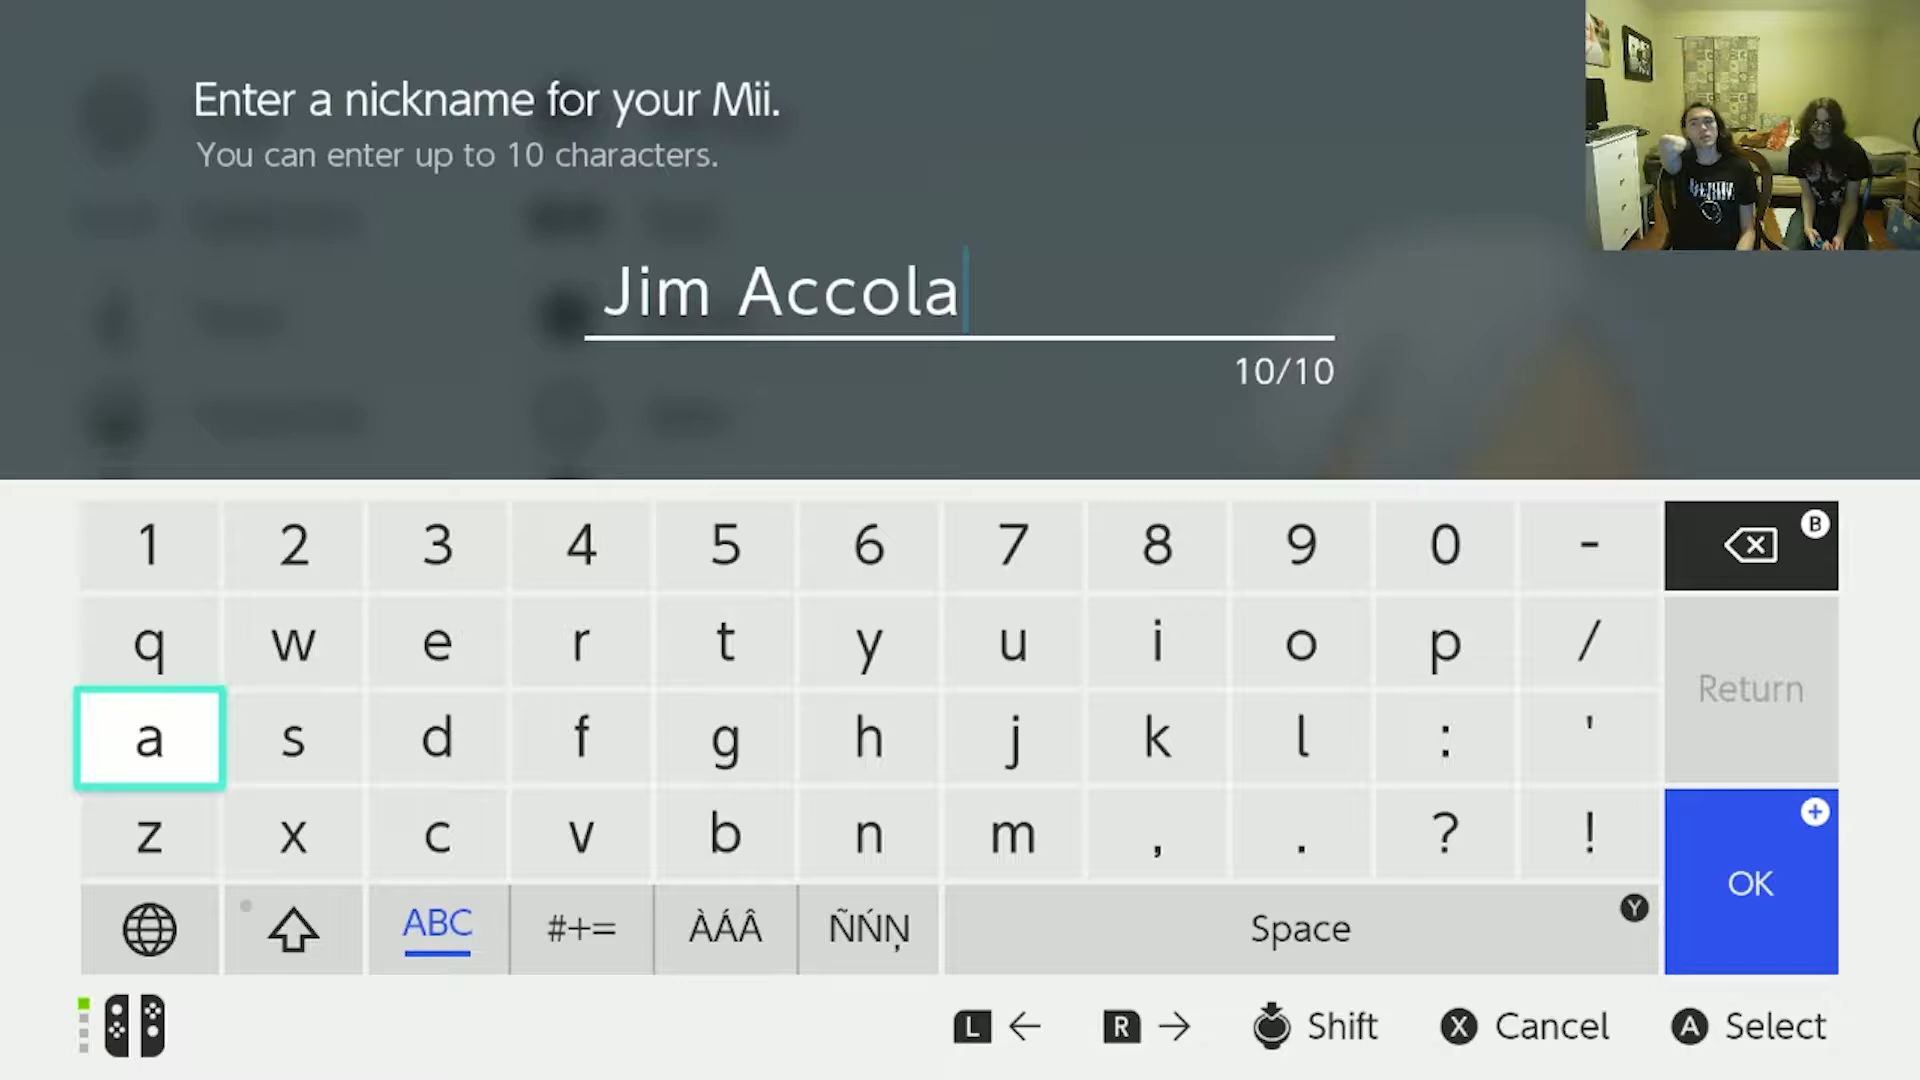 Enter a nickname for your Mii.
You can enter up to 10 characters.
Jim Accola
10/10
1 2 3 4 5 6 7 8 9 0 - B
q w e r t y u i o p /
Return
a s d f g h j k l : '
z x c v b n m , . ? ! +
OK
ABC #+= ÀÁÂ ÑŃŅ Space Y
L ← R → Shift X Cancel A Select